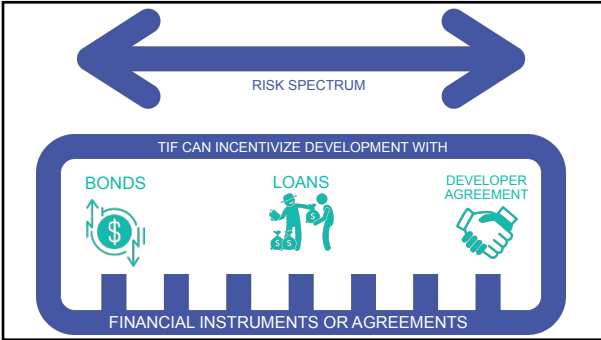 RISK SPECTRUM
TIF CAN INCENTIVIZE DEVELOPMENT WITH
BONDS
LOANS
DEVELOPER
AGREEMENT
$
$
$ $
FINANCIAL INSTRUMENTS OR AGREEMENTS